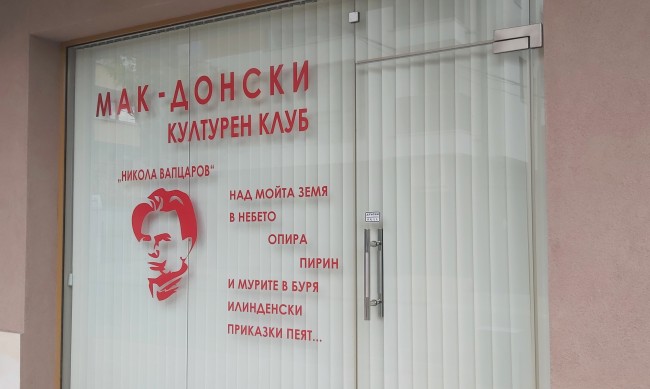 МАК-ДОНСКИ
КУЛТУРЕН КЛУБ
„НИКОЛА ВАПЦАРОВ“
НАД МОЙТА ЗЕМЯ
В НЕБЕТО
ОПИРА
ПИРИН
И МУРИТЕ В БУРЯ
ИЛИНДЕНСКИ
ПРИКАЗКИ ПЕЯТ...